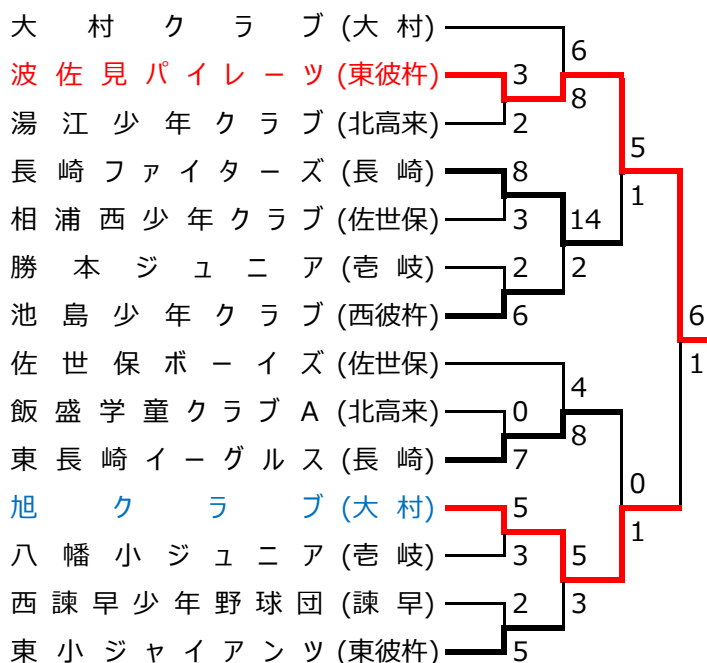 大村クラブ (大村)
6
波佐見パイレーツ (東彼杵) 3
8
湯江少年クラブ (北高来) 2
5
長崎ファイターズ (長崎) 8
1
相浦西少年クラブ (佐世保) 3 14
勝本ジュニア (壱岐) 2 2
池島少年クラブ (西彼杵) 6 6
佐世保ボーイズ (佐世保) 1
4
飯盛学童クラブA (北高来) 0
8
東長崎イーグルス (長崎) 7
0
旭クラブ (大村) 5
1
八幡小ジュニア (壱岐) 3 5
西諫早少年野球団 (諫早) 2 3
東小ジャイアンツ (東彼杵) 5